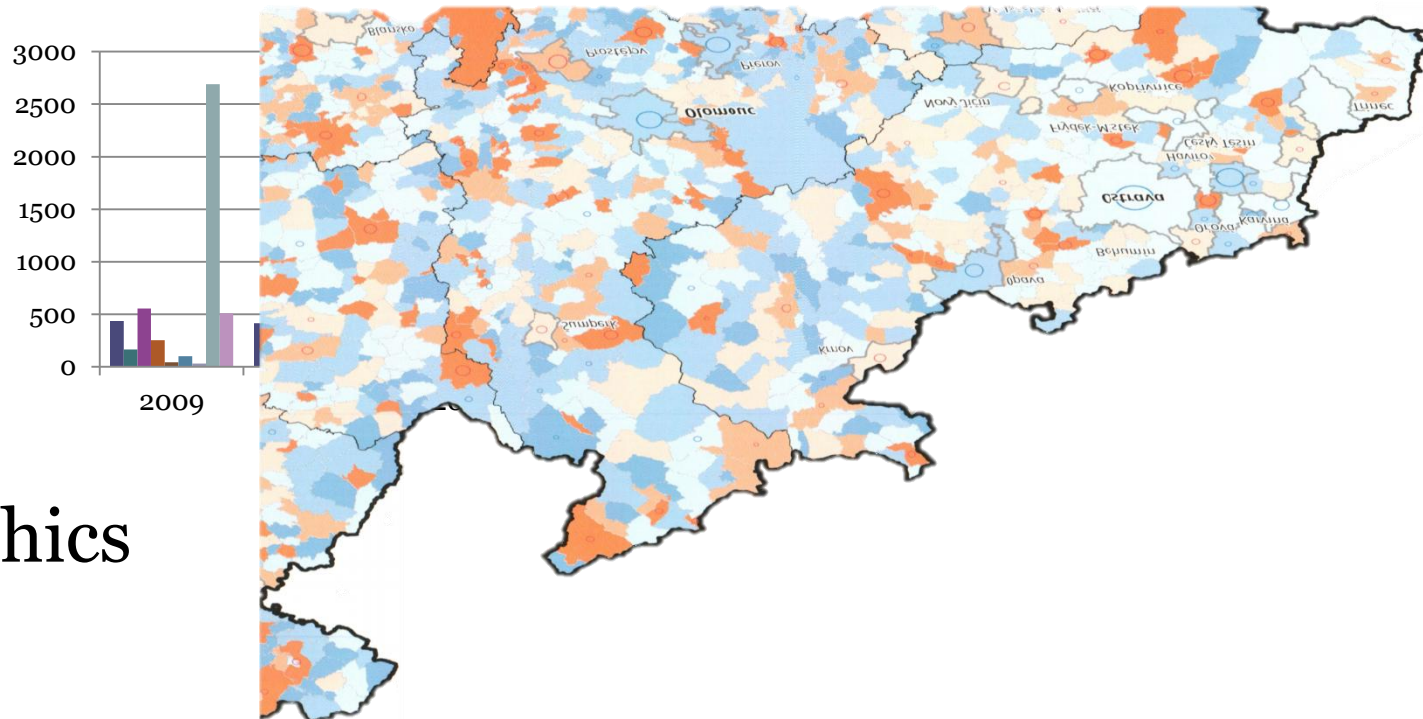 3000
2500
2000
1500
1000
500
0
2009
hics
Blansko
Prostějov
Přerov
Olomouc
Nový Jičín
Kopřivnice
Třinec
Frýdek-Místek
Český Těšín
Havířov
Ostrava
Orlová
Karviná
Bohumín
Opava
Šumperk
Krnov